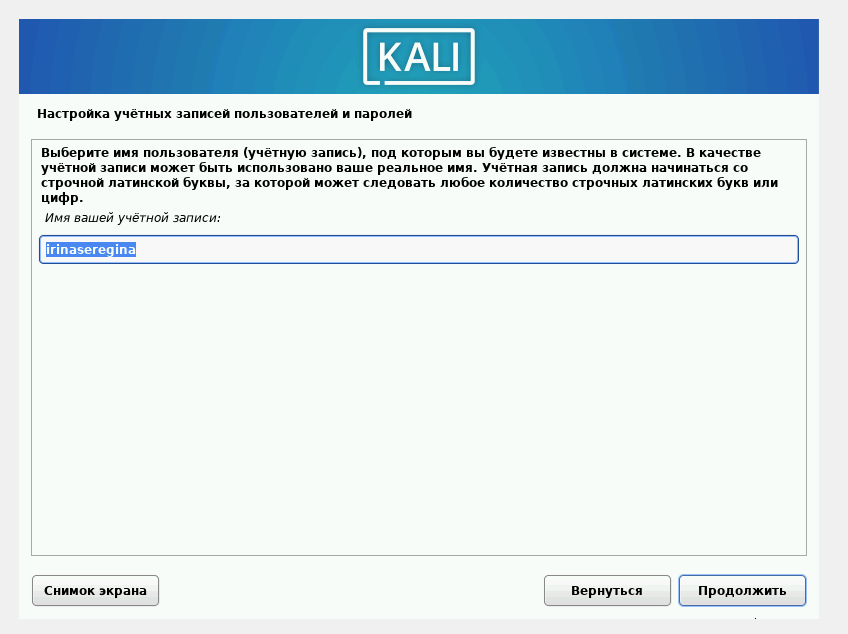 KALI
Настройка учётных записей пользователей и паролей
Выберите имя пользователя (учётную запись), под которым вы будете известны в системе. В качестве
учётной записи может быть использовано ваше реальное имя. Учётная запись должна начинаться со
строчной латинской буквы, за которой может следовать любое количество строчных латинских букв или
цифр.
Имя вашей учётной записи:
irinaseregina
Снимок экрана
Вернуться
Продолжить